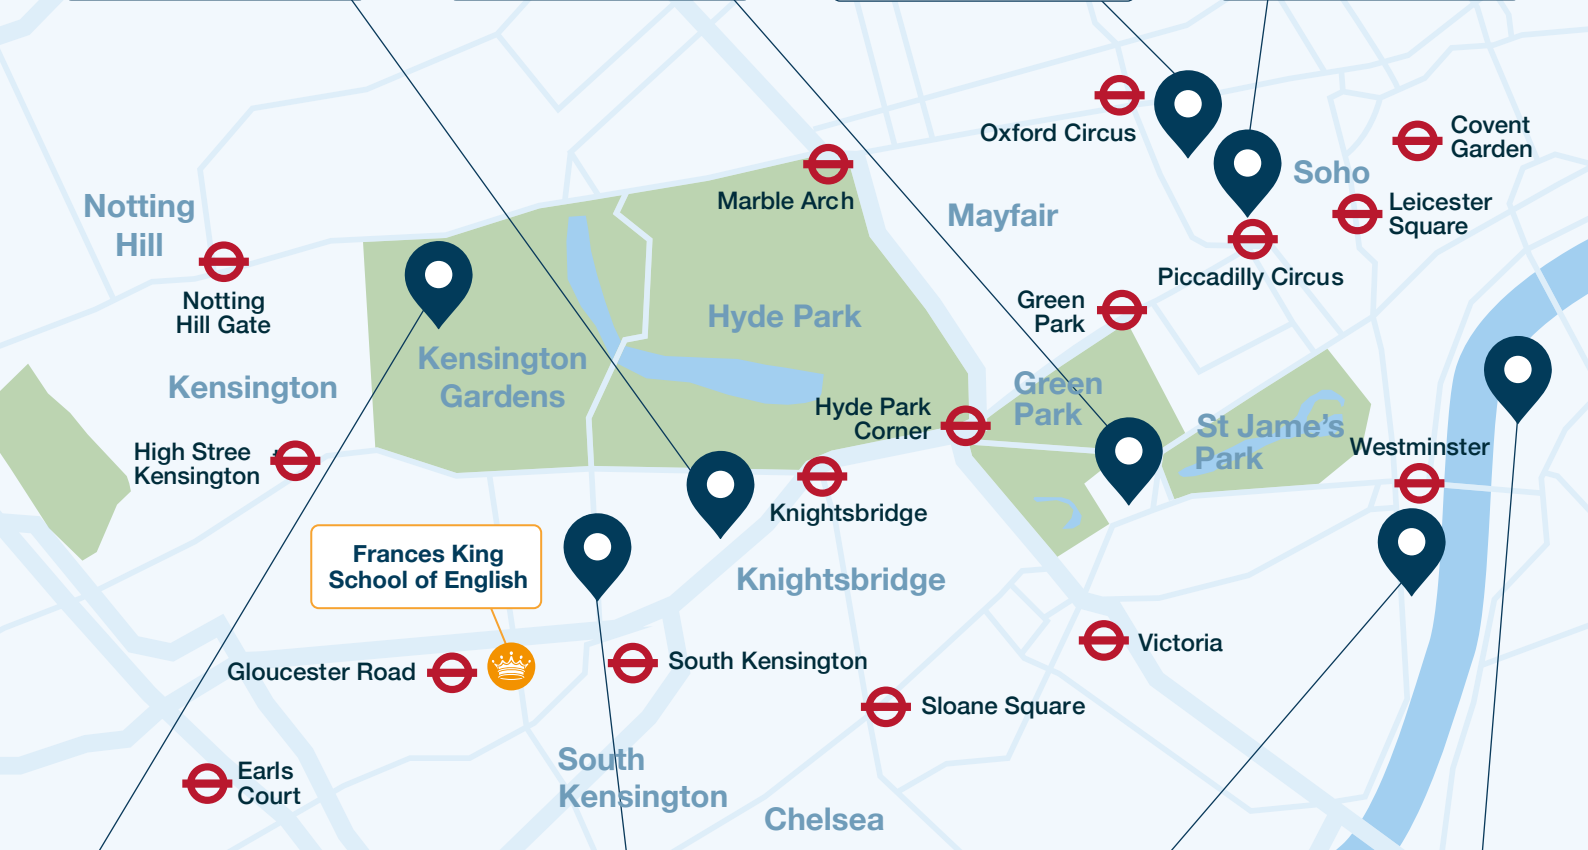 Oxford Circus
Covent
Garden
Soho
Marble Arch
Notting
Hill
Mayfair
Leicester
Square
Piccadilly Circus
Notting
Hill Gate
Green
Park
Hyde Park
Kensington
Gardens
Kensington
Green
Park
Hyde Park
Corner
St Jame's
Park
Westminster
High Stree
Kensington
t
Knightsbridge
Frances King
School of English
Knightsbridge
Victoria
Gloucester Road
South Kensington
Sloane Square
South
Kensington
Earls
Court
Chelsea